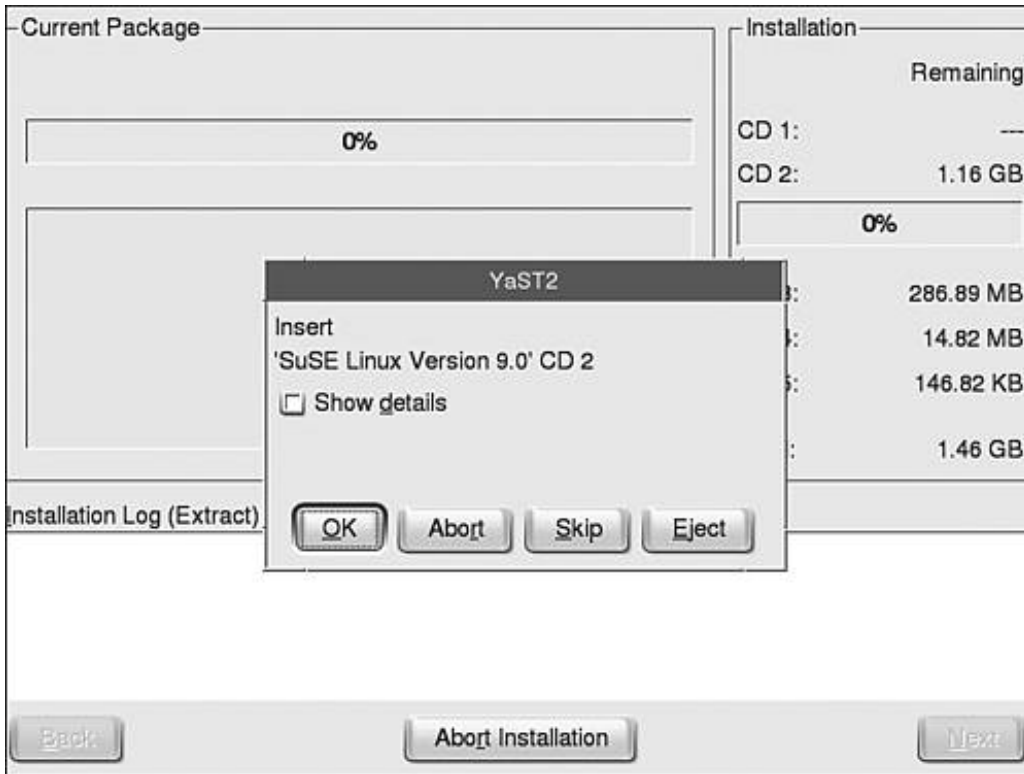 Current Package
0%
Installation
Remaining
CD 1: ---
CD 2: 1.16 GB
0%
3: 286.89 MB
: 14.82 MB
: 146.82 KB
: 1.46 GB
YaST2
Insert
'SuSE Linux Version 9.0' CD 2
Show details
OK Abort Skip Eject
Installation Log (Extract)
Back Abort Installation Next